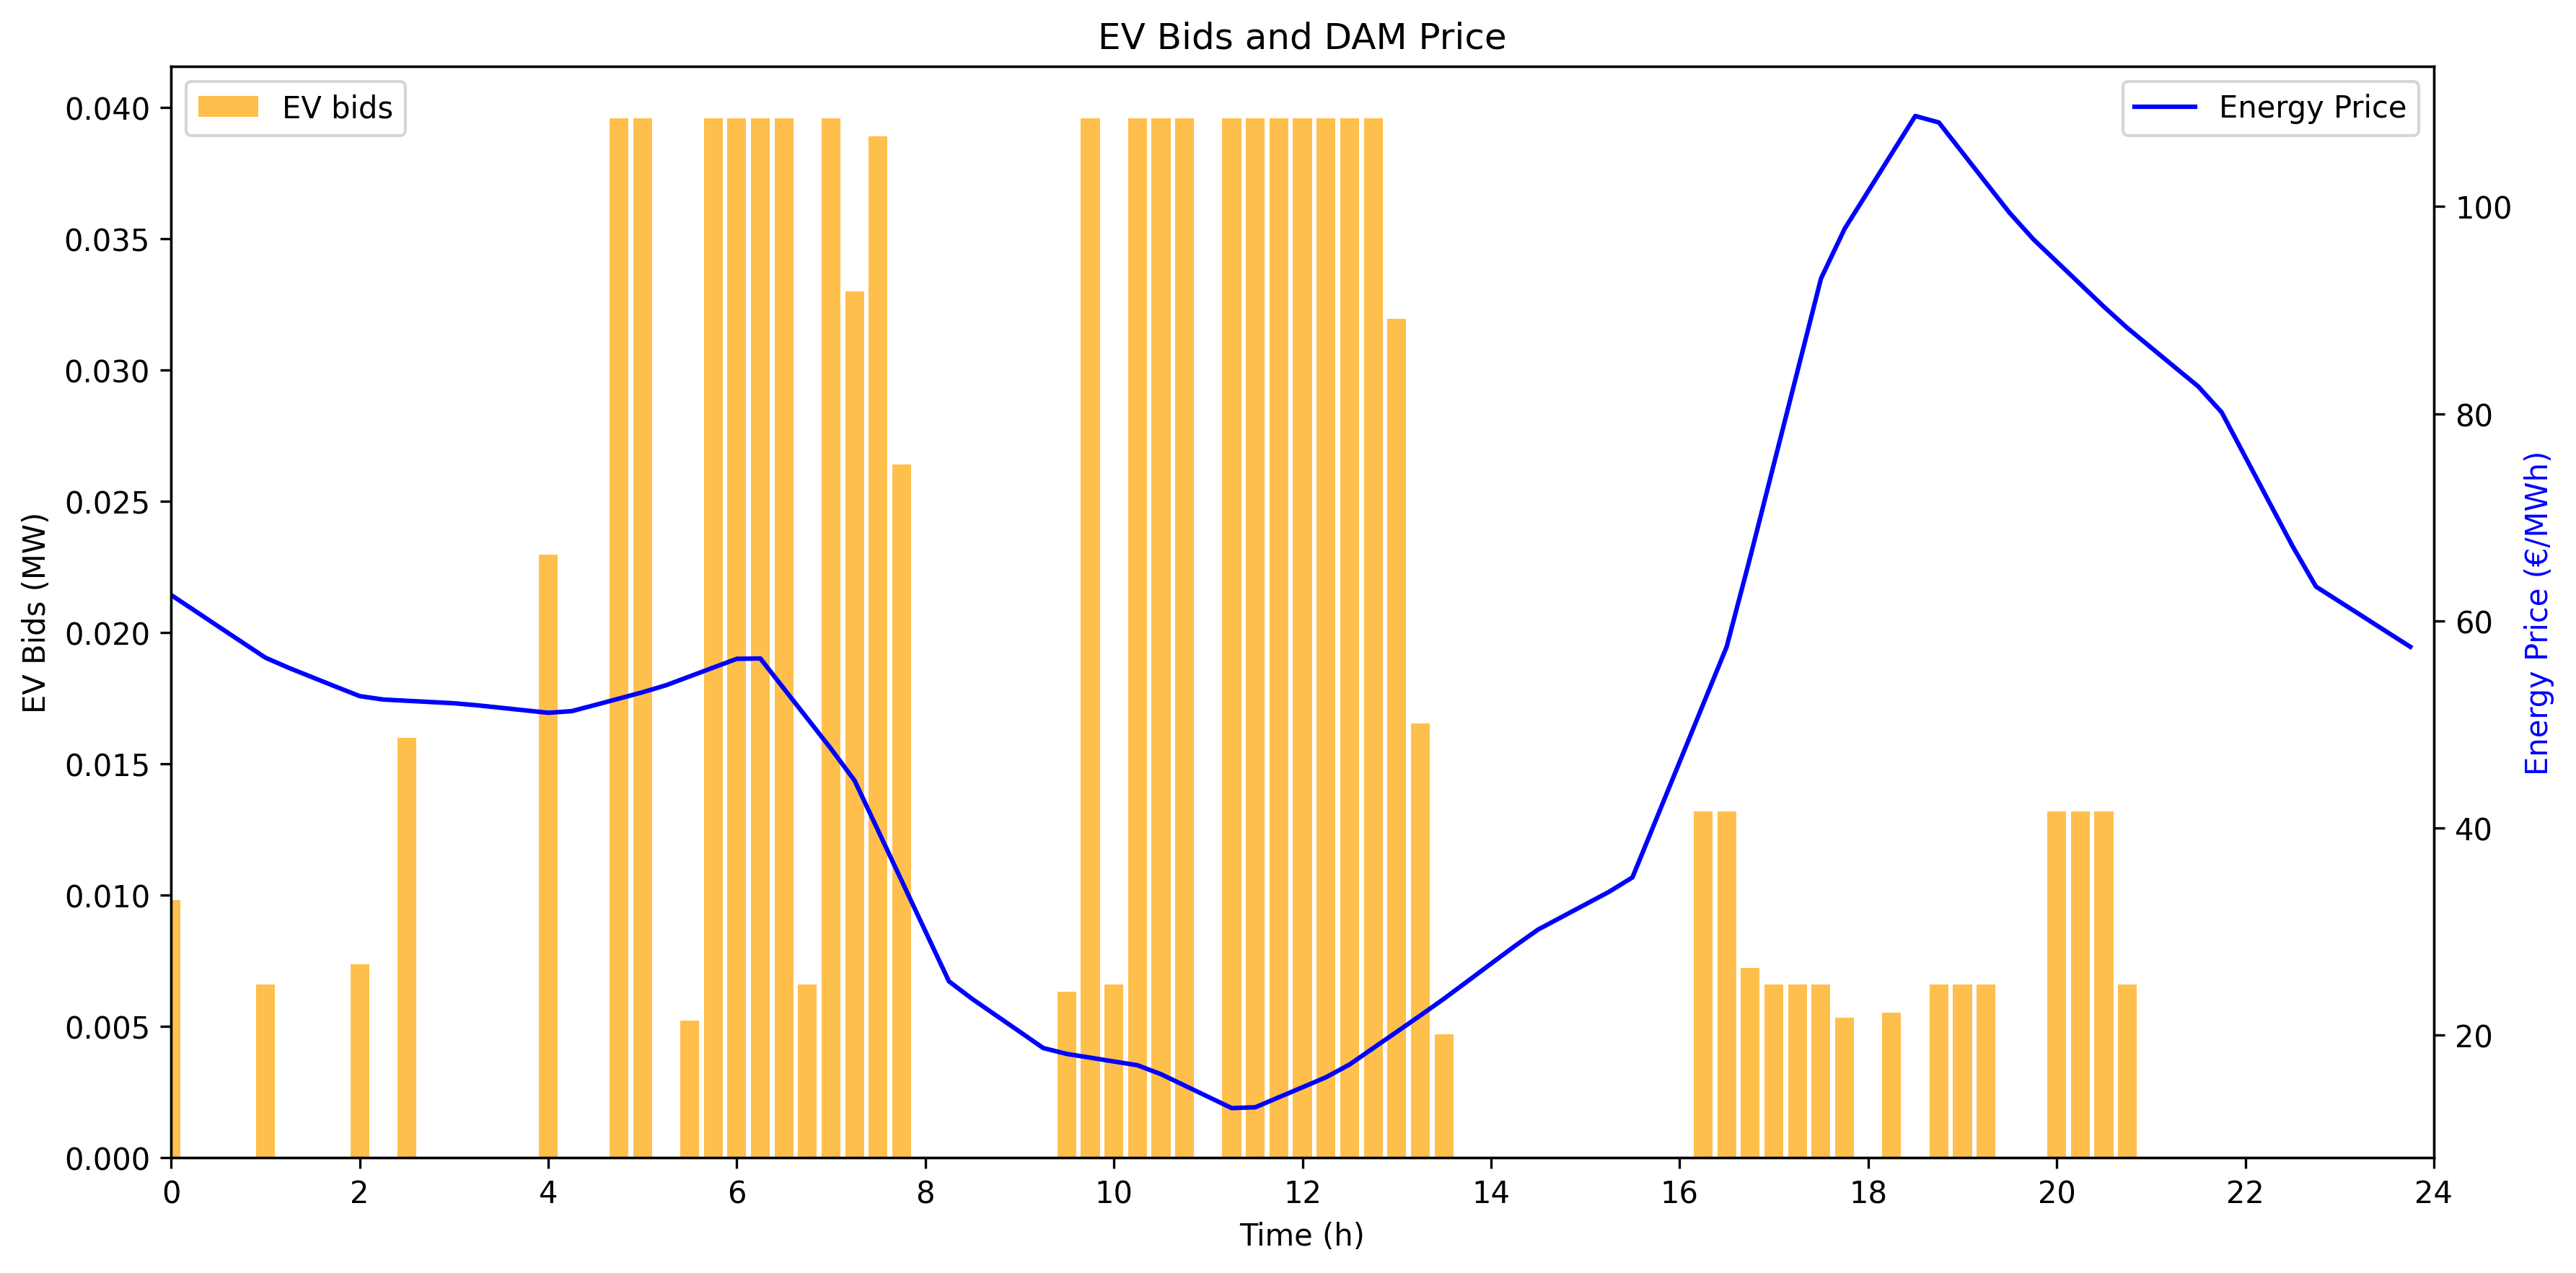 EV Bids and DAM Price
EV bids
Energy Price
0.040
0.035
0.030
0.025
0.020
0.015
0.010
0.005
0.000
EV Bids (MW)
100
80
60
40
20
Energy Price (€/MWh)
0 2 4 6 8 10 12 14 16 18 20 22 24
Time (h)